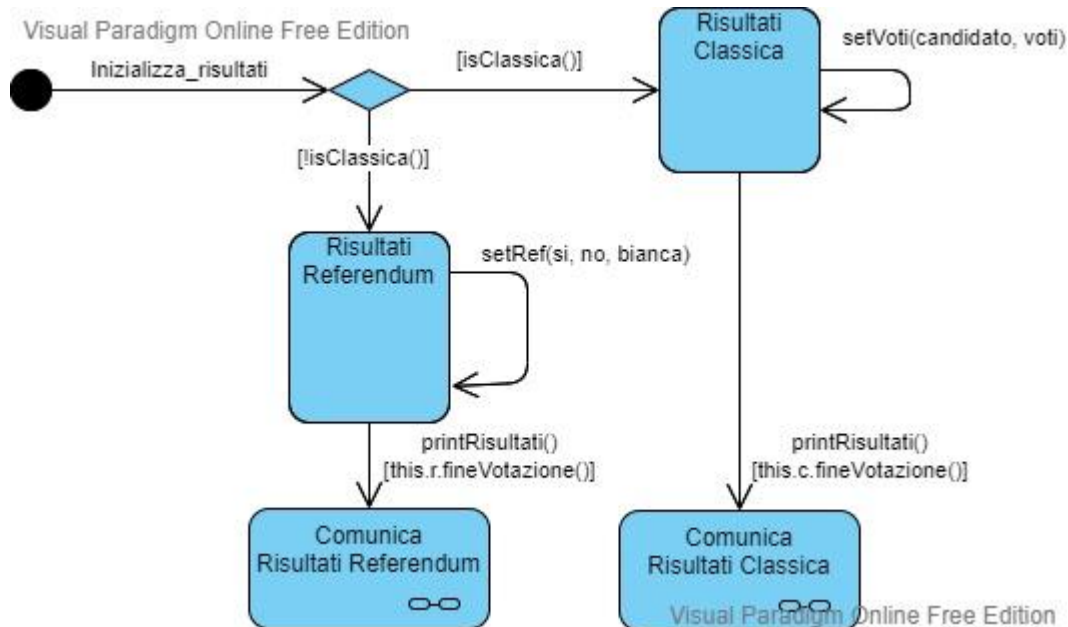 Visual Paradigm Online Free Edition
Inizializza_risultati
[isClassica()]
Risultati
Classica
setVoti(candidato, voti)
[!isClassica()]
Risultati
Referendum
setRef(si, no, bianca)
printRisultati()
[this.r.fineVotazione()]
printRisultati()
[this.c.fineVotazione()]
Comunica
Risultati Referendum
Comunica
Risultati Classica
Visual Paradigm Online Free Edition